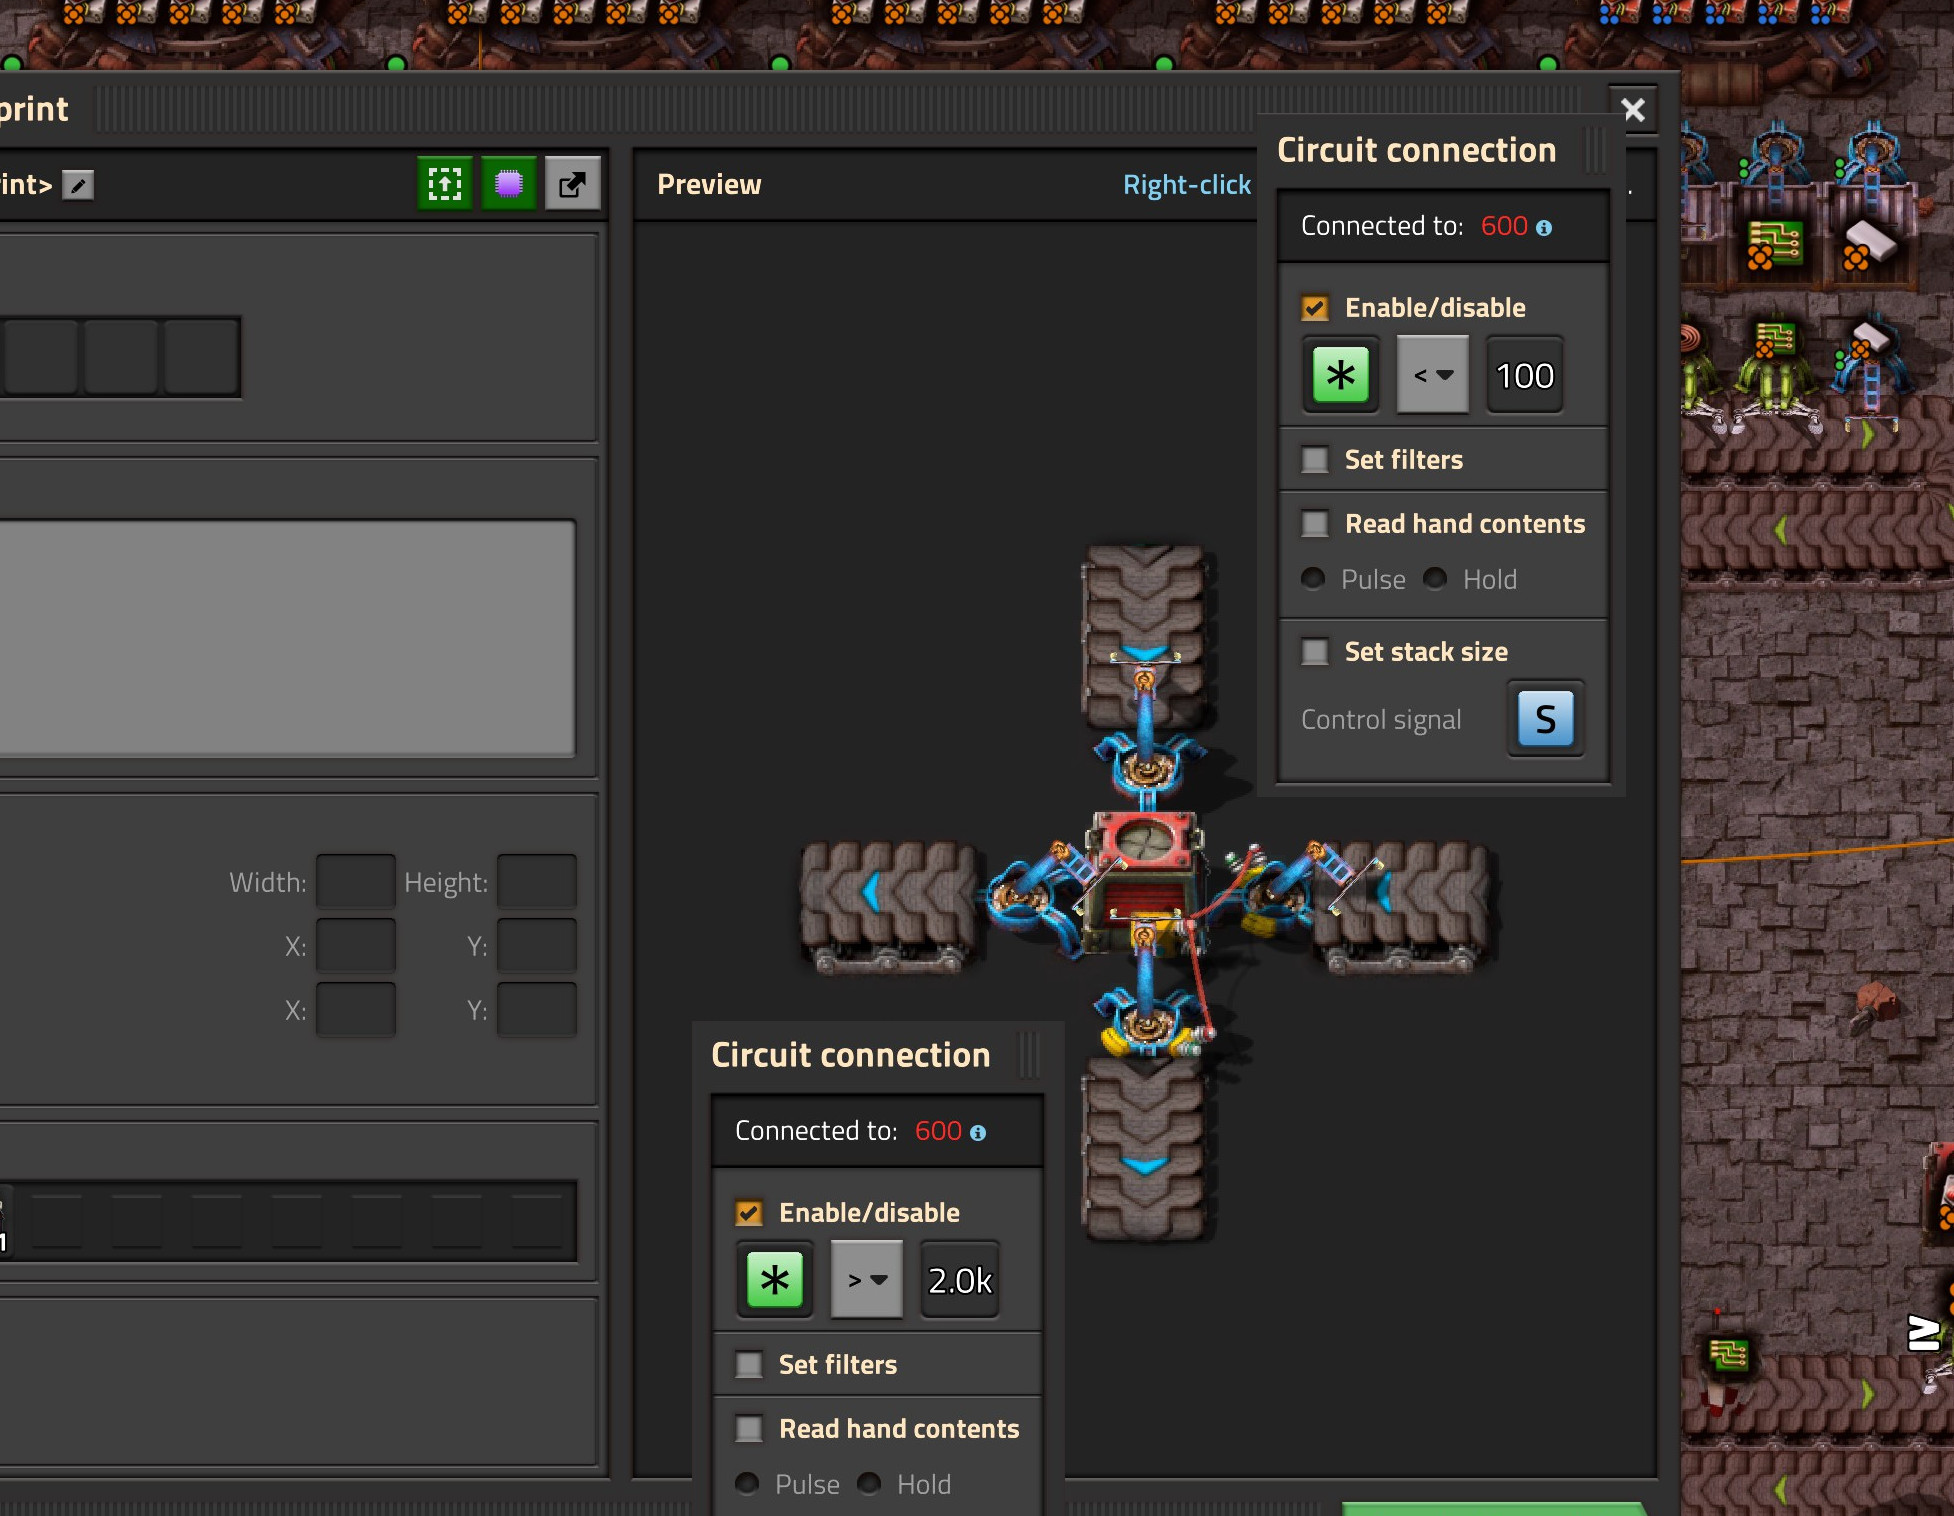 print
int>
Preview
Right-click
.
Circuit connection
Connected to: 600
Enable/disable
* < 100
Set filters
Read hand contents
Pulse Hold
Set stack size
Control signal S
Width: Height:
X: Y:
X: Y:
1
Circuit connection
Connected to: 600
Enable/disable
* > 2.0k
Set filters
Read hand contents
Pulse Hold